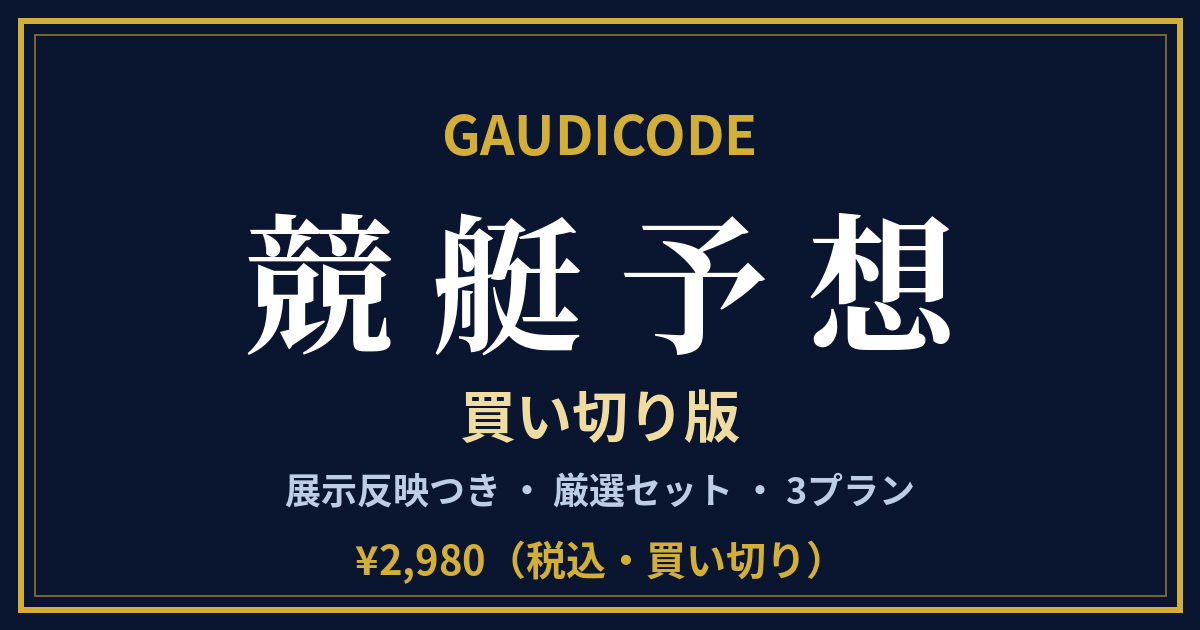 GAUDICODE
競艇予想
買い切り版
展示反映つき ・ 厳選セット ・ 3プラン
¥2,980（税込・買い切り）